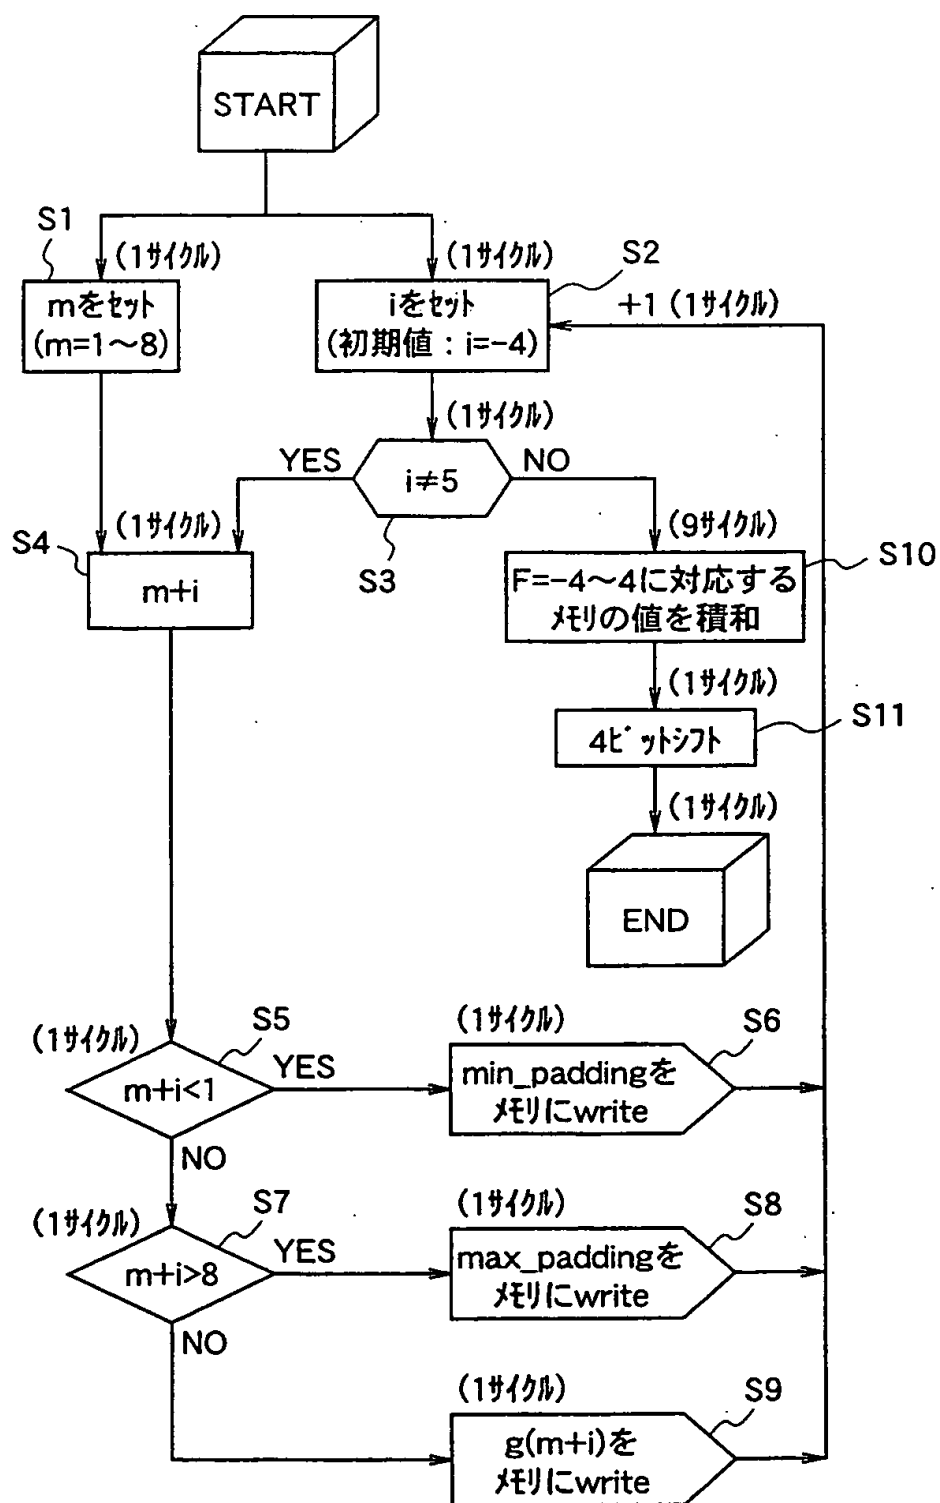 START
S1
(1ｻｲｸﾙ)
(1ｻｲｸﾙ)
S2
mをｾｯﾄ
(m=1～8)
iをｾｯﾄ
(初期値：i=-4)
+1 (1ｻｲｸﾙ)
(1ｻｲｸﾙ)
YES
i≠5
NO
S3
S4
(1ｻｲｸﾙ)
m+i
(9ｻｲｸﾙ)
S10
F=-4～4に対応する
ﾒﾓﾘの値を積和
(1ｻｲｸﾙ)
S11
4ﾋﾞｯﾄｼﾌﾄ
(1ｻｲｸﾙ)
END
(1ｻｲｸﾙ)
S5
m+i<1
YES
NO
(1ｻｲｸﾙ)
S6
min_paddingを
ﾒﾓﾘにwrite
(1ｻｲｸﾙ)
S7
m+i>8
YES
NO
(1ｻｲｸﾙ)
S8
max_paddingを
ﾒﾓﾘにwrite
(1ｻｲｸﾙ)
S9
g(m+i)を
ﾒﾓﾘにwrite